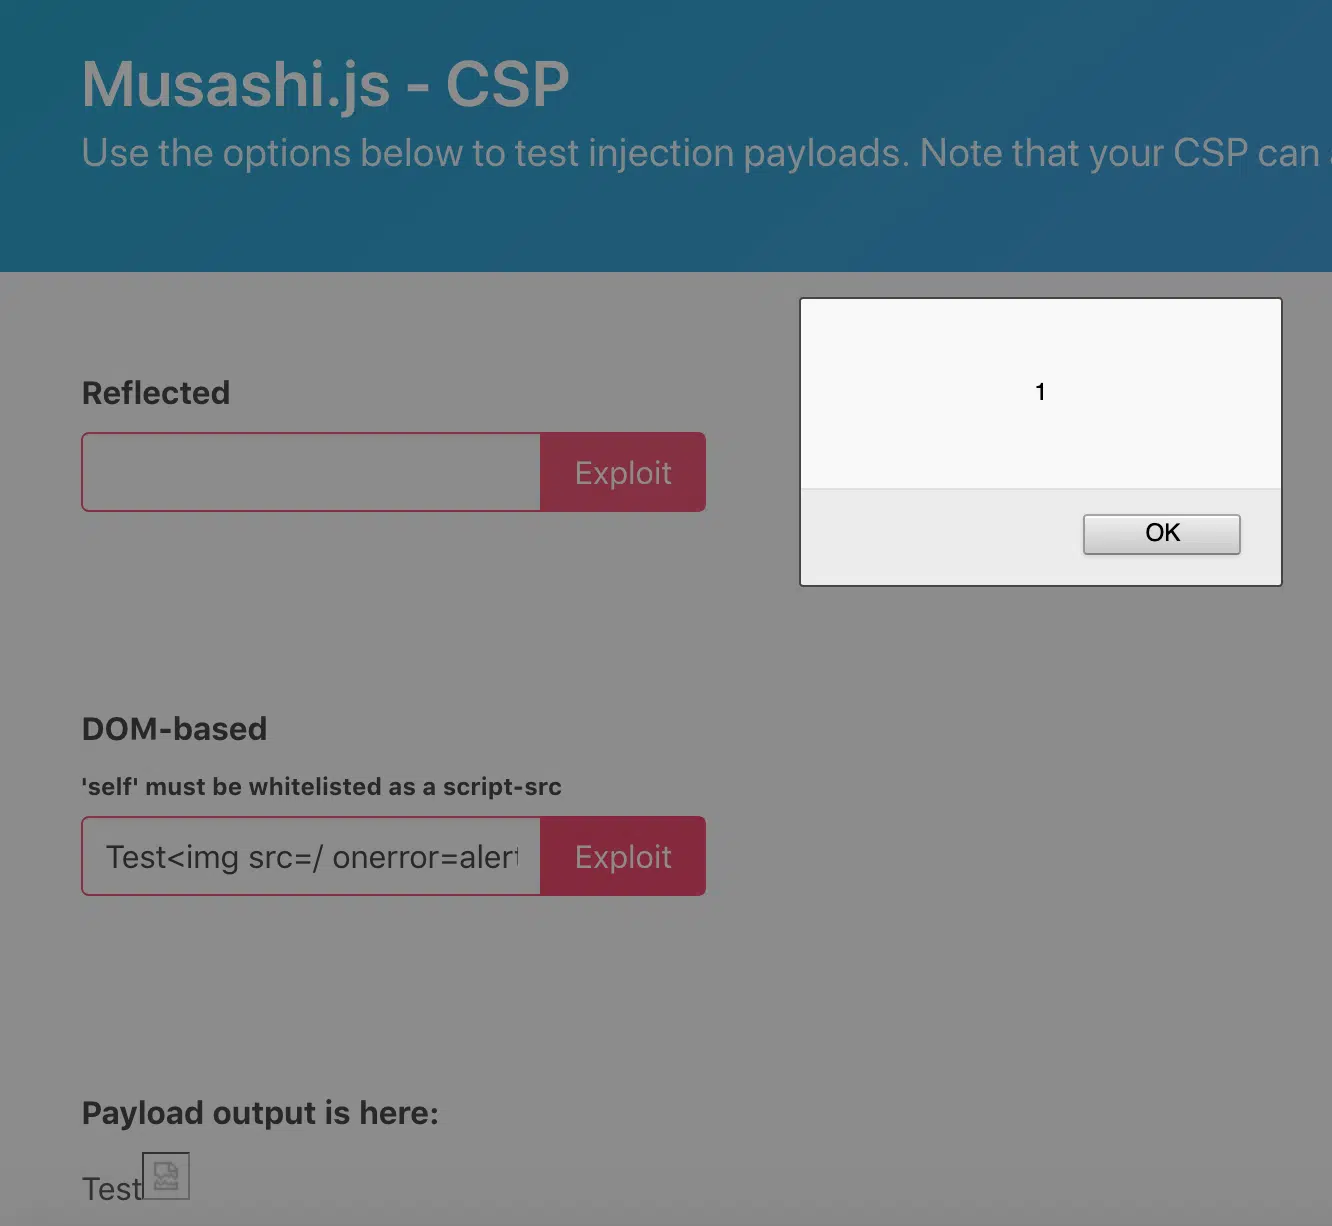 Musashi.js - CSP
Use the options below to test injection payloads. Note that your CSP can
Reflected
Exploit
1
OK
DOM-based
'self' must be whitelisted as a script-src
Test<img src=/ onerror=alert
Exploit
Payload output is here:
Test